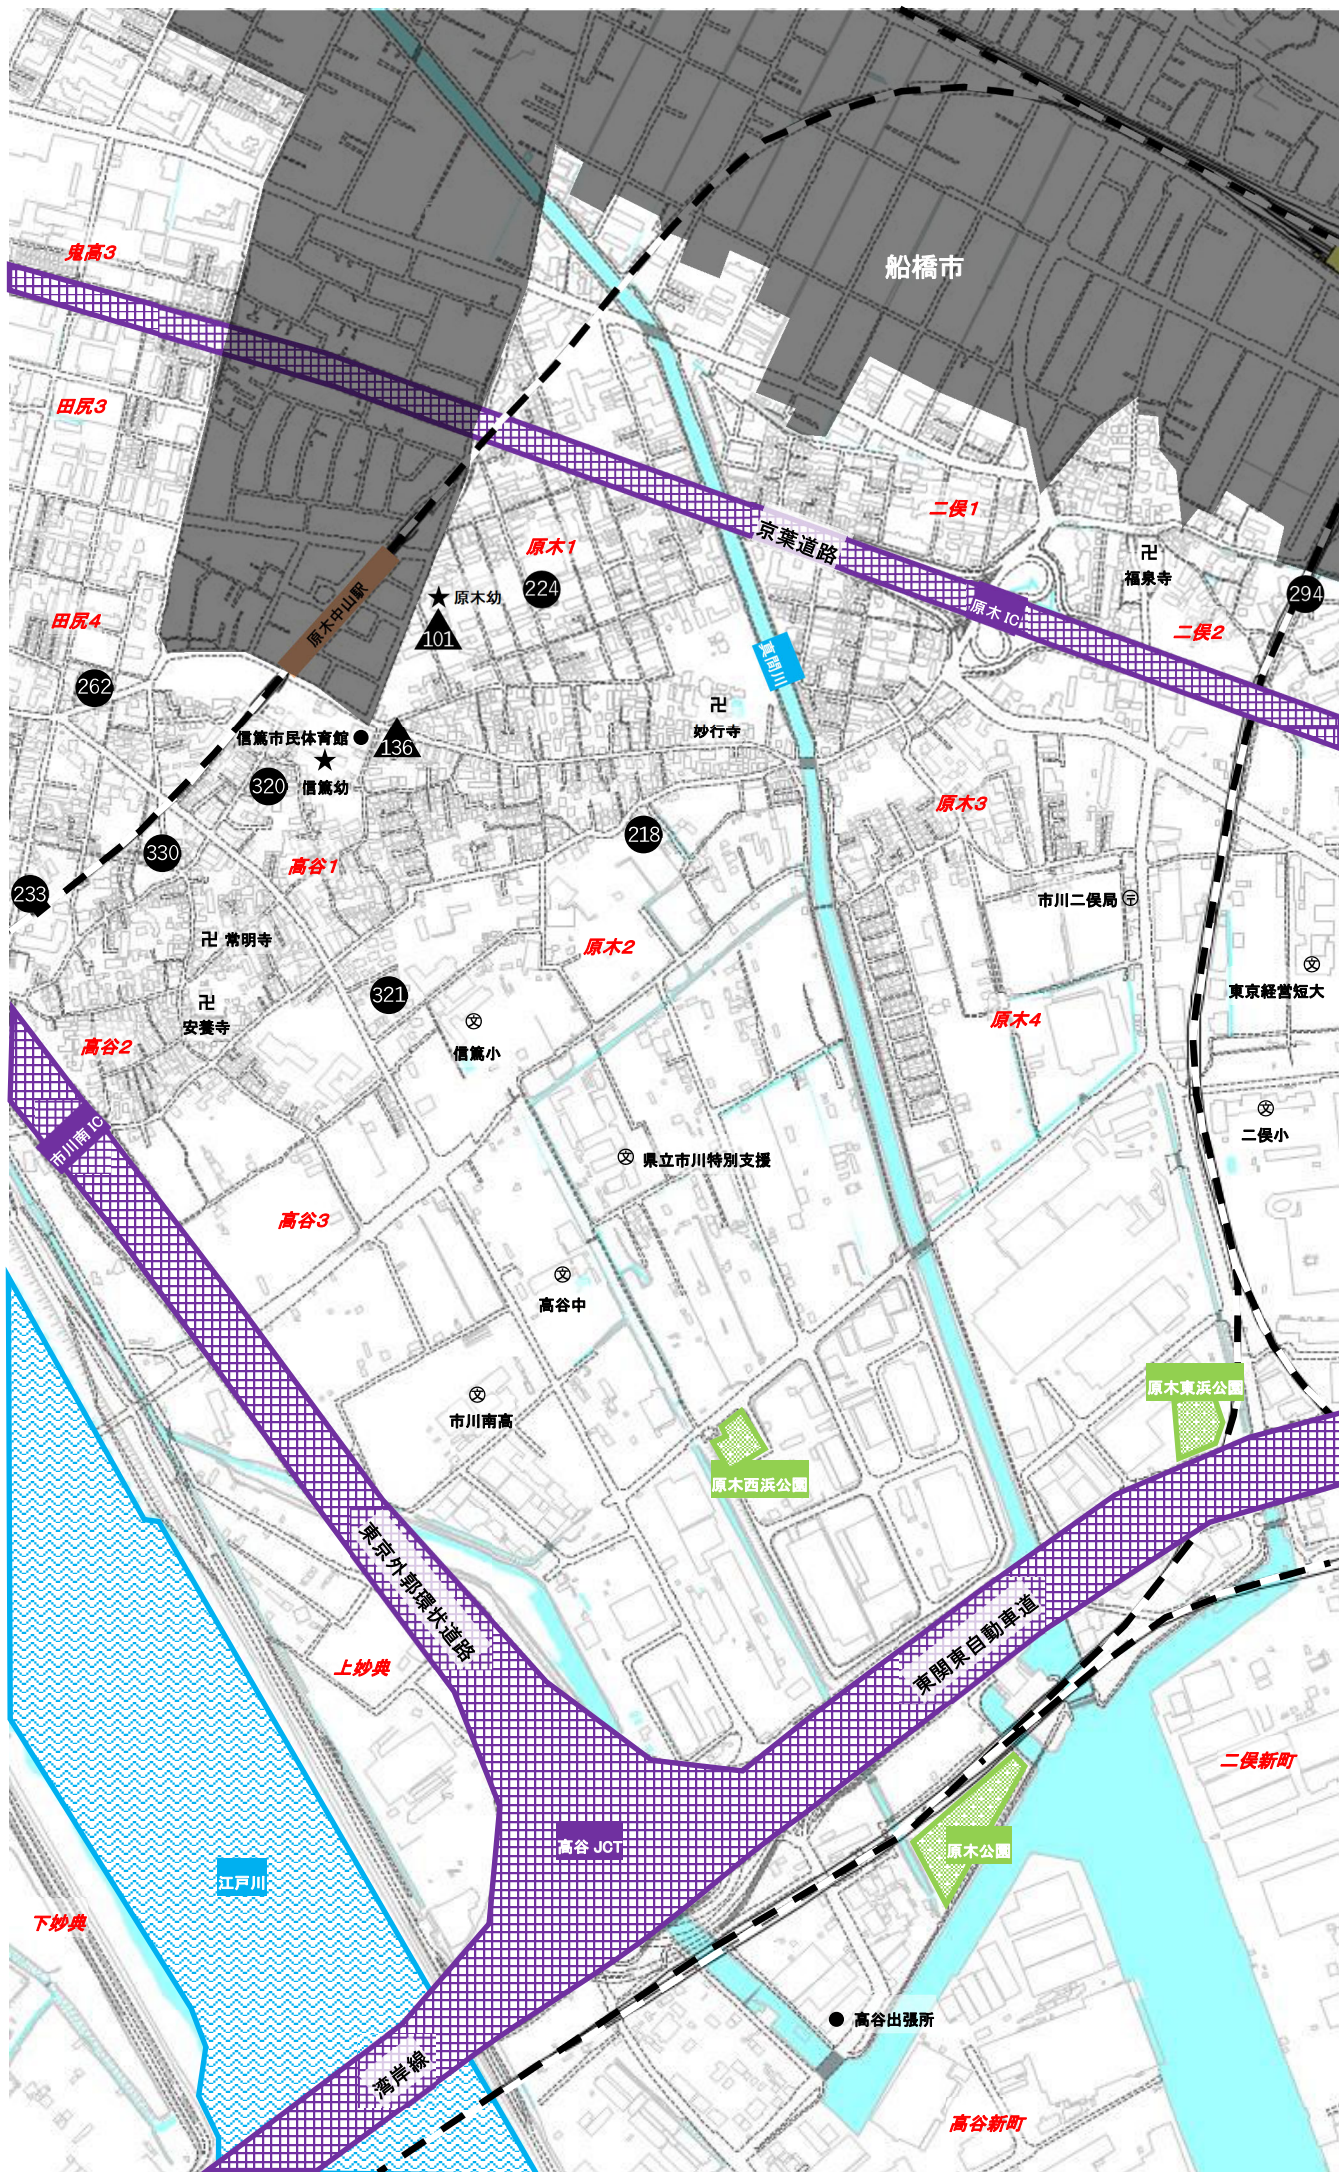 鬼高3
船橋市
田尻3
二俣1
京葉道路
原木1
福泉寺
224
原木IC
294
原木幼
原木中山駅
101
田尻4
二俣2
真間川
262
妙行寺
信篤市民体育館
136
320
信篤幼
原木3
218
330
高谷1
233
市川二俣局
常明寺
原木2
文
321
東京経営短大
安養寺
文
原木4
高谷2
信篤小
文
二俣小
市川南IC
文
県立市川特別支援
高谷3
文
高谷中
原木東浜公園
文
市川南高
原木西浜公園
東京外郭環状道路
東関東自動車道
上妙典
二俣新町
高谷 JCT
原木公園
江戸川
下妙典
高谷出張所
湾岸線
高谷新町